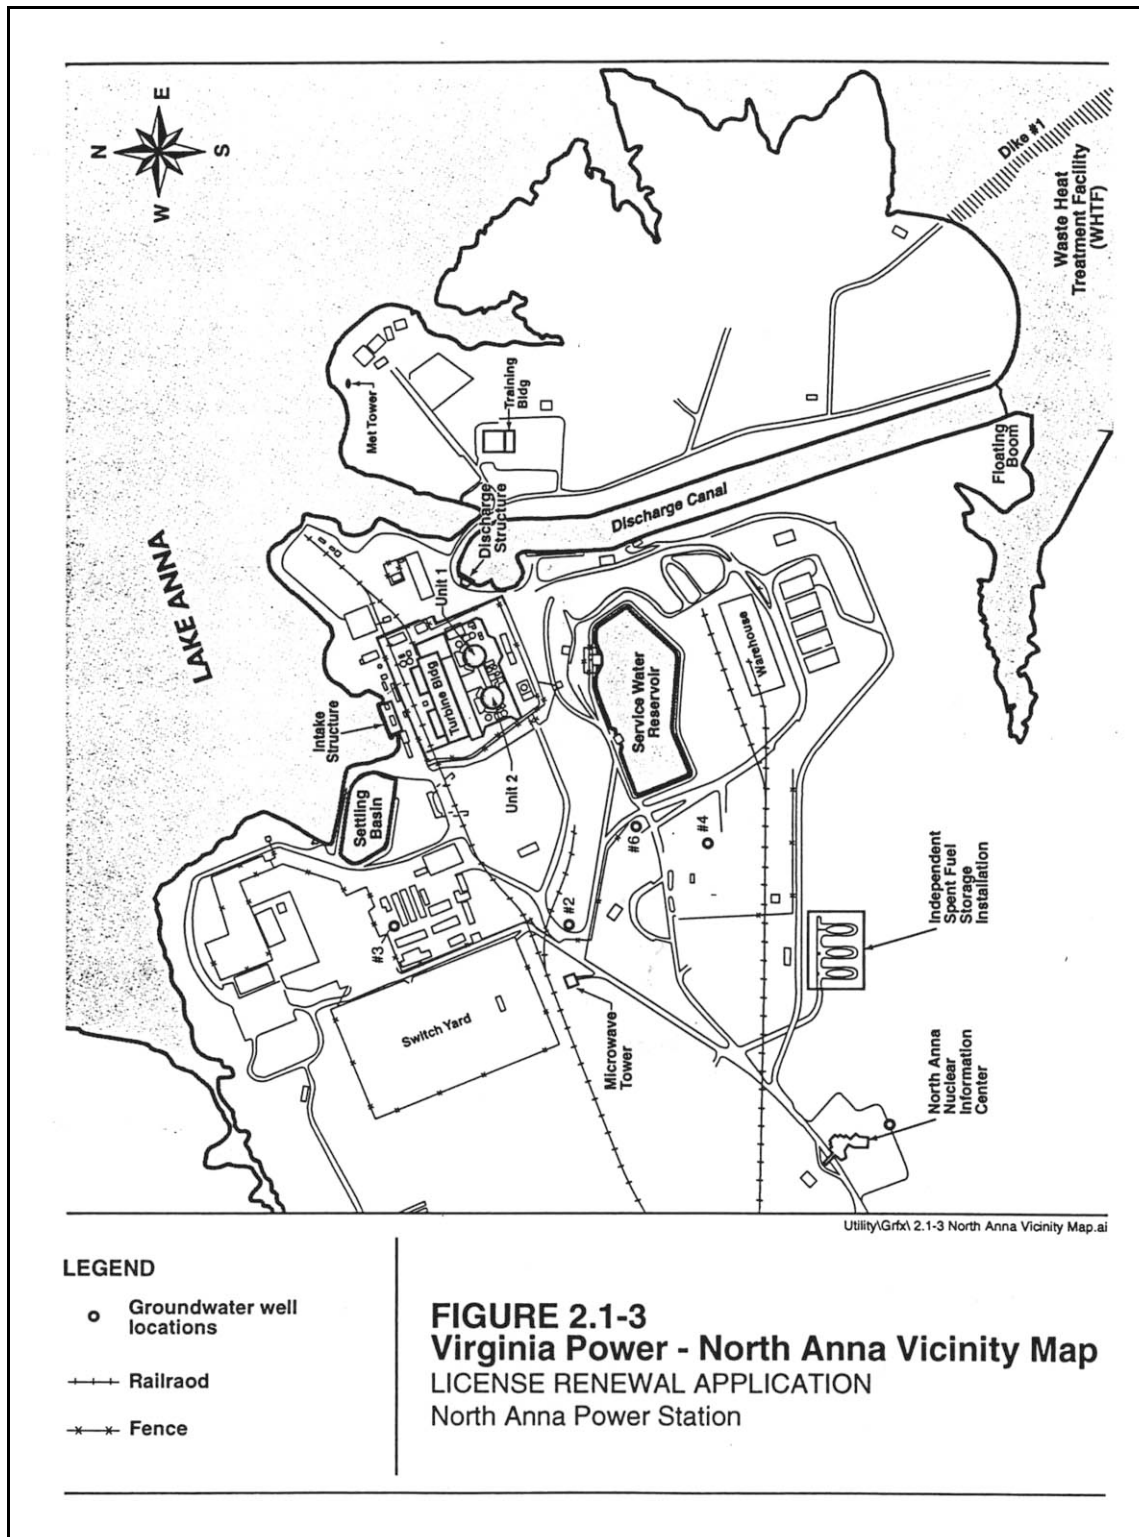 N
E
S
W
LAKE ANNA
Dike #1
Waste Heat
Treatment Facility
(WHTF)
Met Tower
Training
Bldg
Discharge
Structure
Discharge Canal
Floating
Boom
Unit 1
Turbine Bldg
Unit 2
Intake
Structure
Settling
Basin
Service Water
Reservoir
Warehouse
#6
#4
#2
#3
Switch Yard
Microwave
Tower
Independent
Spent Fuel
Storage
Installation
North Anna
Nuclear
Information
Center
Utility\Grfx\ 2.1-3 North Anna Vicinity Map.ai
LEGEND
Groundwater well
locations
Railraod
Fence
FIGURE 2.1-3
Virginia Power - North Anna Vicinity Map
LICENSE RENEWAL APPLICATION
North Anna Power Station